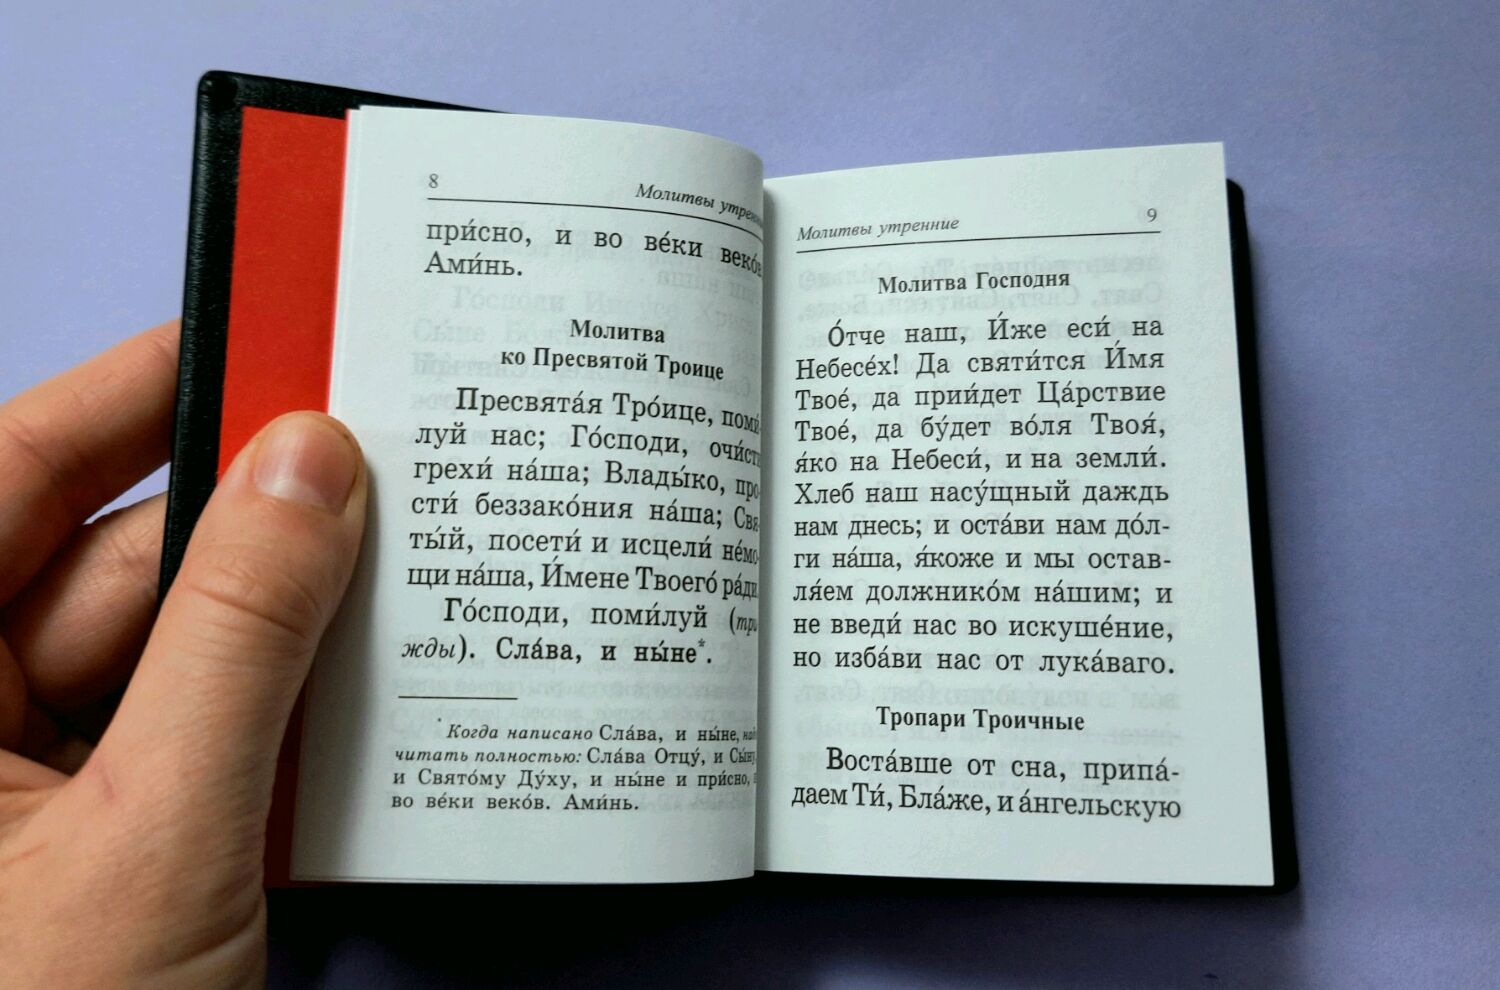 8
Молитвы утренние
при́сно, и во ве́ки веко́в.
Ами́нь.
Молитва
ко Пресвятой Троице
Пресвята́я Тро́ице, поми́-
луй нас; Го́споди, очи́сти
грехи́ на́ша; Влады́ко, про-
сти́ беззако́ния на́ша; Свя-
ты́й, посети́ и исцели́ не́мо-
щи на́ша, И́мене Твоего́ ра́ди.
Го́споди, поми́луй (три-
жды). Сла́ва, и ны́не*.
* Когда написано Сла́ва, и ны́не, надо
читать полностью: Сла́ва Отцу́, и Сы́ну,
и Свято́му Ду́ху, и ны́не и при́сно, и
во ве́ки веко́в. Ами́нь.
Молитвы утренние
9
Молитва Господня
О́тче наш, И́же еси́ на
Небесе́х! Да святи́тся И́мя
Твое́, да прии́дет Ца́рствие
Твое́, да бу́дет во́ля Твоя́,
я́ко на Небеси́, и на земли́.
Хлеб наш насу́щный даждь
нам днесь; и оста́ви нам до́л-
ги на́ша, я́коже и мы остав-
ля́ем должнико́м на́шим; и
не введи́ нас во искуше́ние,
но изба́ви нас от лука́ваго.
Тропари Троичные
Воста́вше от сна, припа́-
даем Ти́, Бла́же, и а́нгельскую